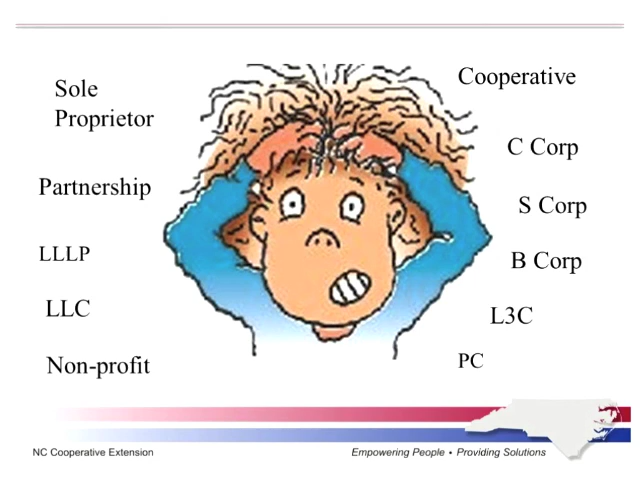 Sole
Proprietor
Partnership
LLLP
LLC
Non-profit
Cooperative
C Corp
S Corp
B Corp
L3C
PC
NC Cooperative Extension
Empowering People • Providing Solutions